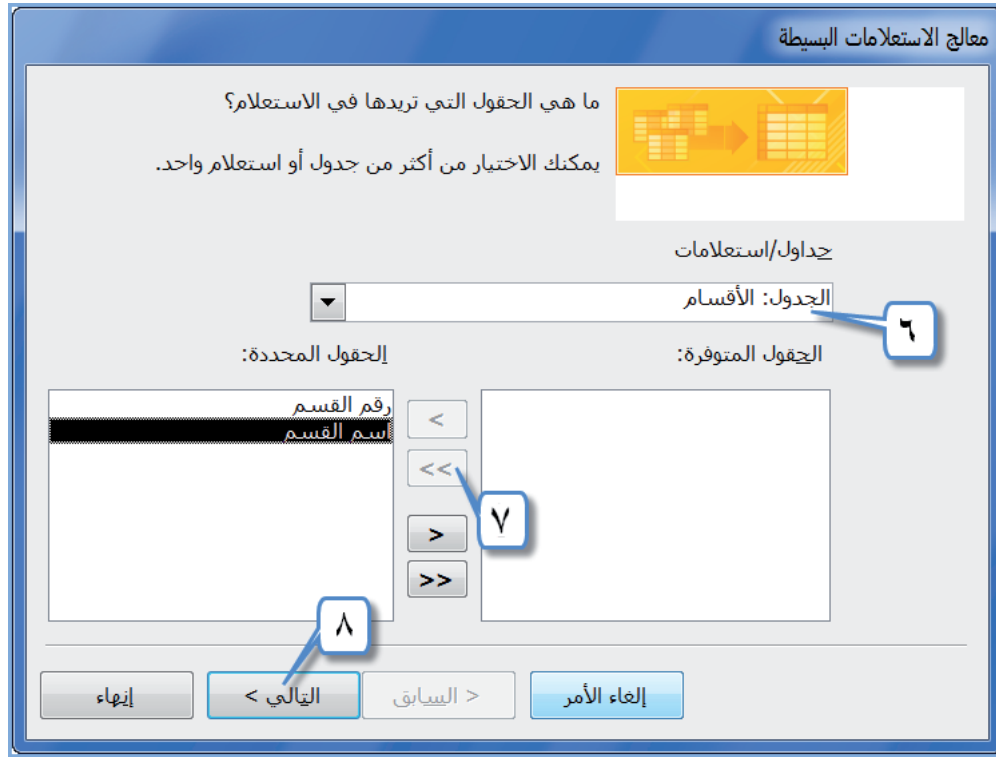 معالج الاستعلامات البسيطة
ما هي الحقول التي تريدها في الاستعلام؟
يمكنك الاختيار من أكثر من جدول أو استعلام واحد.
جداول/استعلامات
الجدول: الأقسام
٦
الحقول المتوفرة:
الحقول المحددة:
رقم القسم
اسم القسم
>
>>
٧
<
<<
٨
إلغاء الأمر
< السابق
التالي >
إنهاء